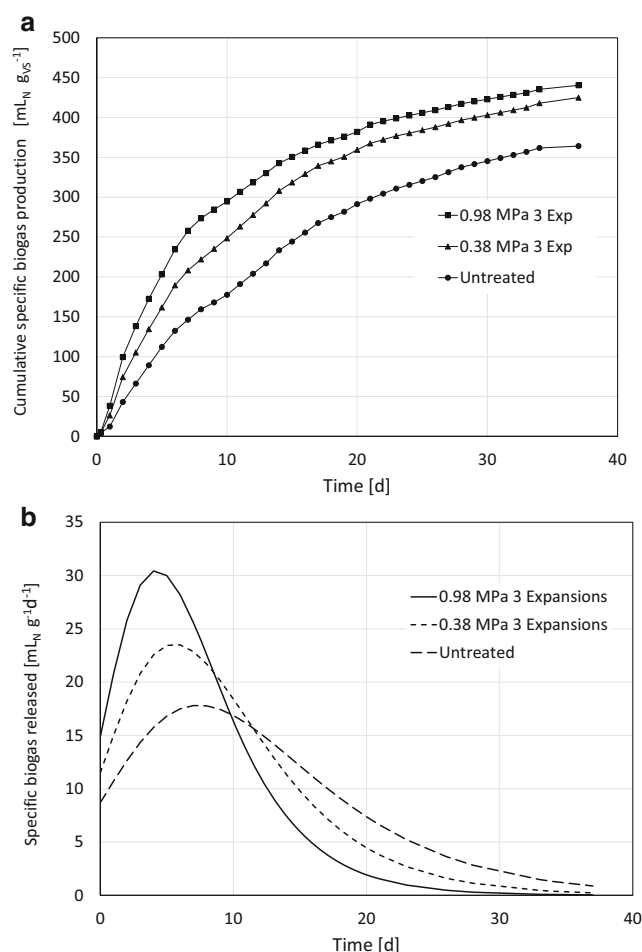 a
Cumulative specific biogas production [mL_N g_VS^-1]
500
450
400
350
300
250
200
150
100
50
0
0.98 MPa 3 Exp
0.38 MPa 3 Exp
Untreated
0 10 20 30 40
Time [d]
b
Specific biogas released [mL_N g^-1d^-1]
35
30
25
20
15
10
5
0
0.98 MPa 3 Expansions
0.38 MPa 3 Expansions
Untreated
0 10 20 30 40
Time [d]